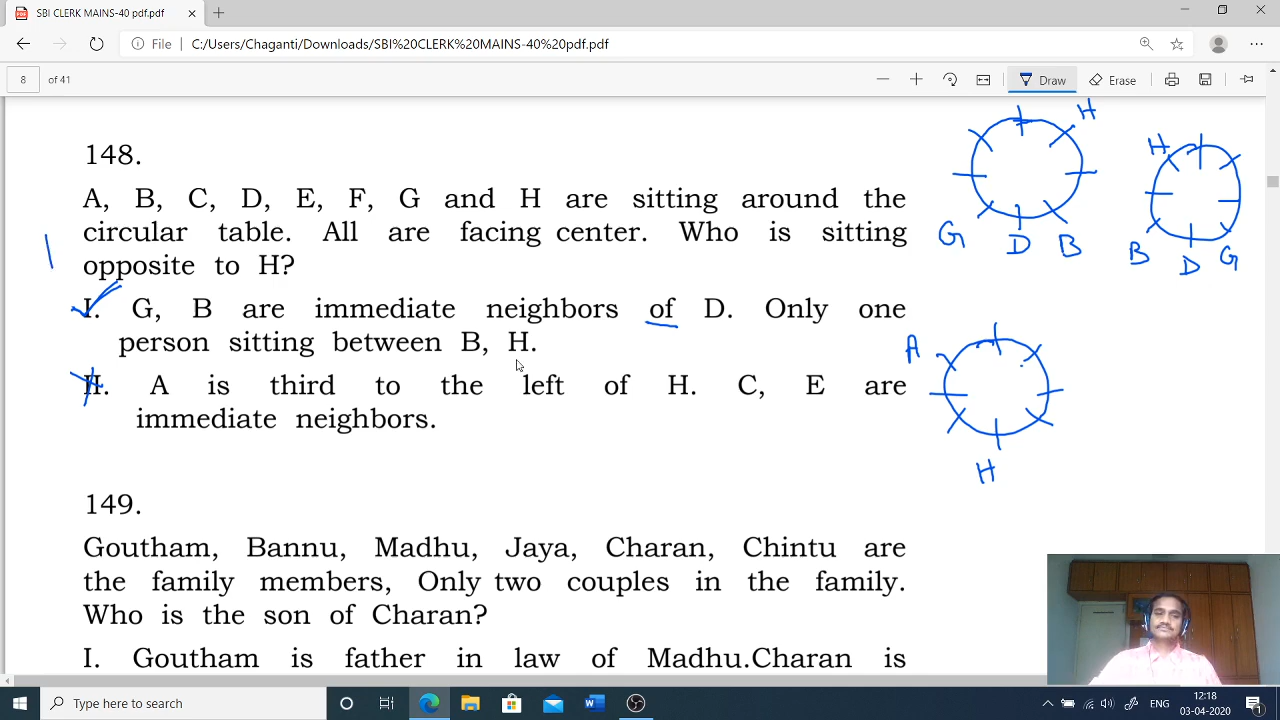 SBI CLERK MAINS-40 pdf.pdf
File
C:/Users/Chaganti/Downloads/SBI%20CLERK%20MAINS-40%20pdf.pdf
8 of 41
Draw
Erase
148.
A, B, C, D, E, F, G and H are sitting around the
circular table. All are facing center. Who is sitting
opposite to H?
I. G, B are immediate neighbors of D. Only one
person sitting between B, H.
II. A is third to the left of H. C, E are
immediate neighbors.
H
G D B
H
B D G
A
H
149.
Goutham, Bannu, Madhu, Jaya, Charan, Chintu are
the family members, Only two couples in the family.
Who is the son of Charan?
I. Goutham is father in law of Madhu.Charan is
Type here to search
ENG
12:18
03-04-2020